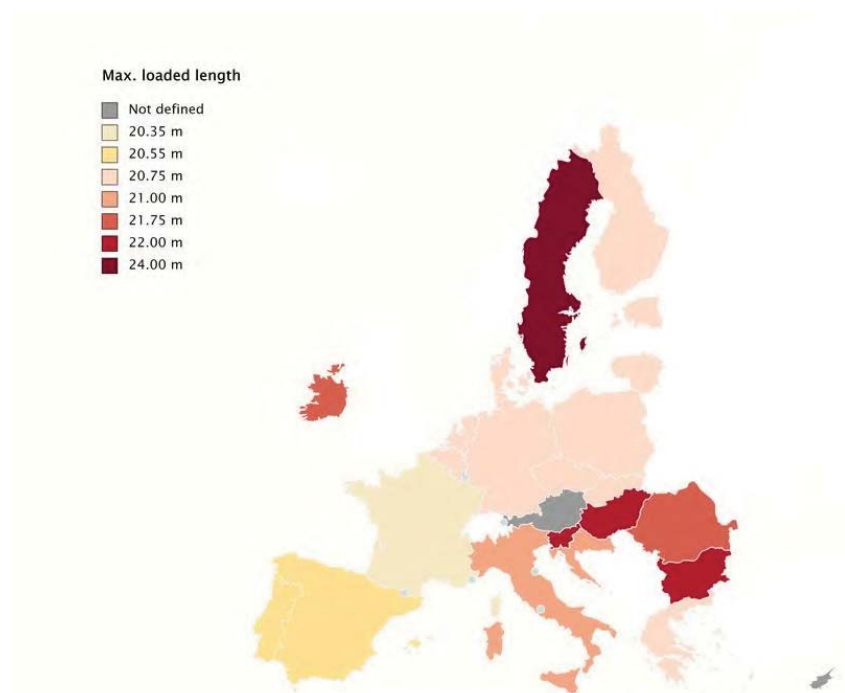 Max. loaded length
Not defined
20.35 m
20.55 m
20.75 m
21.00 m
21.75 m
22.00 m
24.00 m